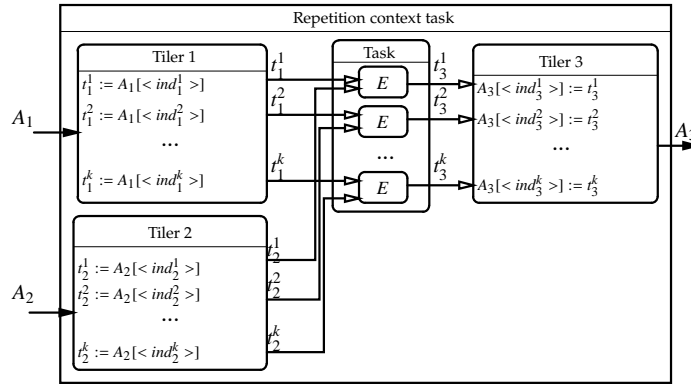 Repetition context task
Tiler 1
t_1^1 := A_1[< ind_1^1 >]
t_1^2 := A_1[< ind_1^2 >]
...
t_1^k := A_1[< ind_1^k >]
A_1
t_1^1
t_1^2
t_1^k
Task
E
E
...
E
t_3^1
t_3^2
t_3^k
Tiler 3
A_3[< ind_3^1 >] := t_3^1
A_3[< ind_3^2 >] := t_3^2
...
A_3[< ind_3^k >] := t_3^k
A_3
Tiler 2
t_2^1 := A_2[< ind_2^1 >]
t_2^2 := A_2[< ind_2^2 >]
...
t_2^k := A_2[< ind_2^k >]
A_2
t_2^1
t_2^2
t_2^k